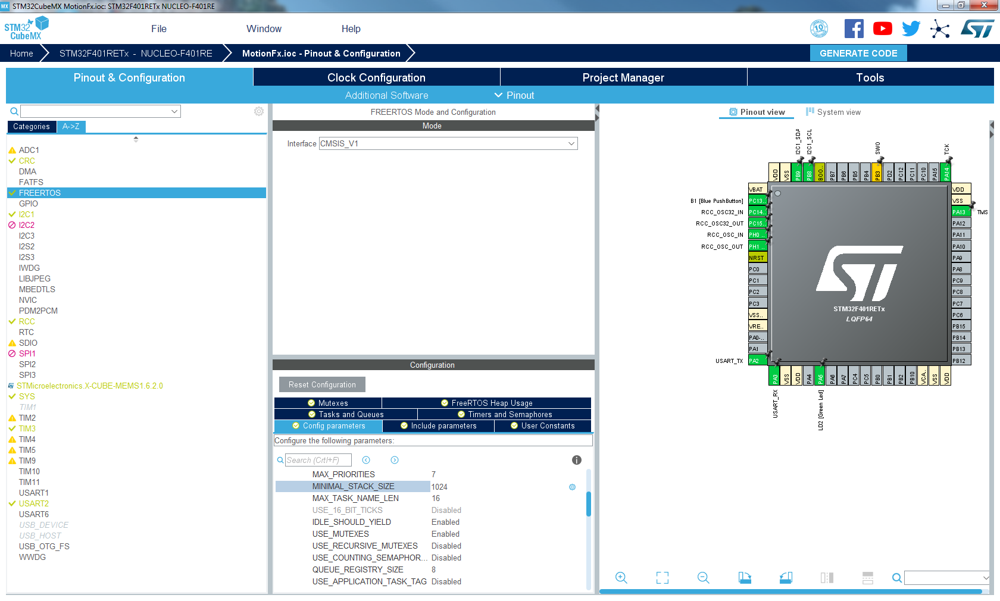 MX STM32CubeMX MotionFx.ioc: STM32F401RETx NUCLEO-F401RE
STM32 CubeMX
File Window Help
10
Home STM32F401RETx - NUCLEO-F401RE MotionFx.ioc - Pinout & Configuration GENERATE CODE
Pinout & Configuration Clock Configuration Project Manager Tools
Additional Software Pinout
Categories A->Z
ADC1
CRC
DMA
FATFS
FREERTOS
GPIO
I2C1
I2C2
I2C3
I2S2
I2S3
IWDG
LIBJPEG
MBEDTLS
NVIC
PDM2PCM
RCC
RTC
SDIO
SPI1
SPI2
SPI3
STMicroelectronics.X-CUBE-MEMS1.6.2.0
SYS
TIM1
TIM2
TIM3
TIM4
TIM5
TIM9
TIM10
TIM11
USART1
USART2
USART6
USB_DEVICE
USB_HOST
USB_OTG_FS
WWDG
FREERTOS Mode and Configuration
Mode
Interface CMSIS_V1
Configuration
Reset Configuration
Mutexes FreeRTOS Heap Usage
Tasks and Queues Timers and Semaphores
Config parameters Include parameters User Constants
Configure the following parameters:
Search (Crtl+F)
MAX_PRIORITIES 7
MINIMAL_STACK_SIZE 1024
MAX_TASK_NAME_LEN 16
USE_16_BIT_TICKS Disabled
IDLE_SHOULD_YIELD Enabled
USE_MUTEXES Enabled
USE_RECURSIVE_MUTEXES Disabled
USE_COUNTING_SEMAPHOR... Disabled
QUEUE_REGISTRY_SIZE 8
USE_APPLICATION_TASK_TAG Disabled
Pinout view System view
I2C1_SDA I2C1_SCL SWO TCK
VDD VSS PB9 PB8 BOO.. PB7 PB6 PB5 PB4 PB3 PD2 PC12 PC11 PC10 PA15 PA14
VBAT
B1 [Blue PushButton] PC13..
RCC_OSC32_IN PC14..
RCC_OSC32_OUT PC15..
RCC_OSC_IN PH0 ..
RCC_OSC_OUT PH1 ..
NRST
PC0
PC1
PC2
PC3
VSS..
VRE..
PA0-..
PA1
USART_TX PA2
STM32F401RETx
LQFP64
VDD
VSS
PA13 TMS
PA12
PA11
PA10
PA9
PA8
PC9
PC8
PC7
PC6
PB15
PB14
PB13
PB12
PA3 VSS VDD PA4 PA5 PA6 PA7 PC4 PC5 PB0 PB1 PB2 PB10 VCA.. VSS VDD
USART_RX LD2 [Green Led]